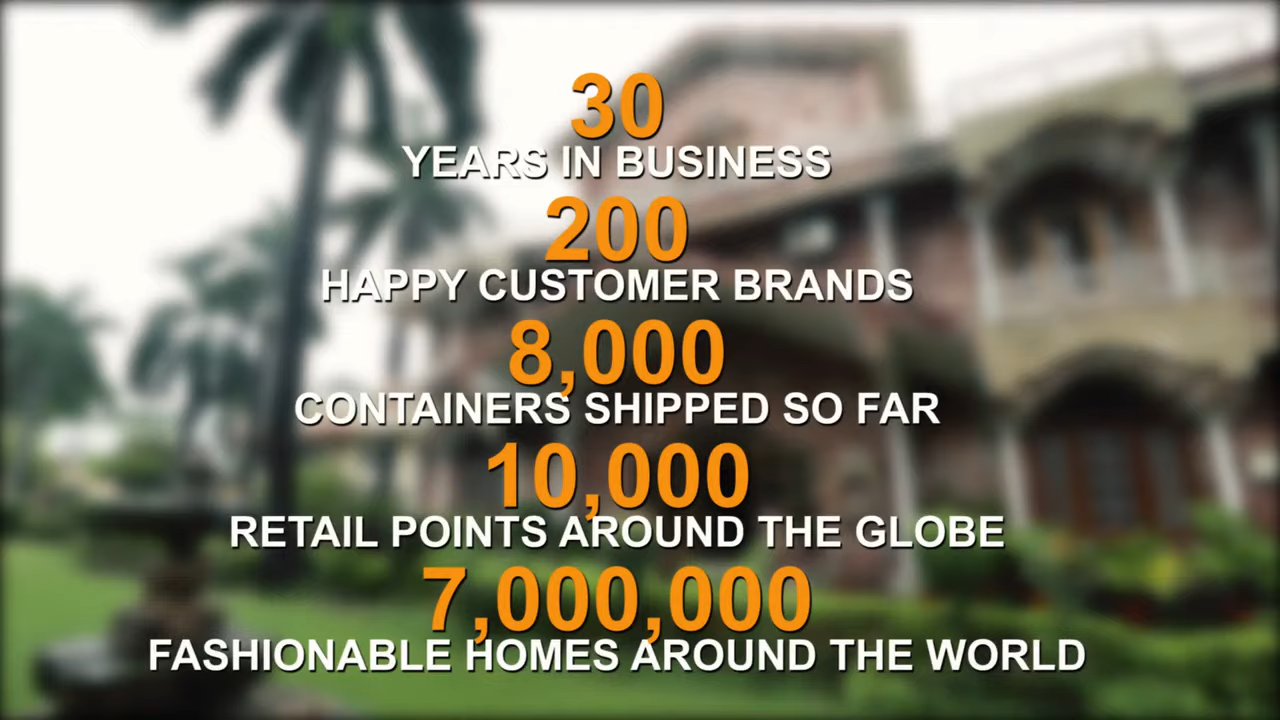 30
YEARS IN BUSINESS
200
HAPPY CUSTOMER BRANDS
8,000
CONTAINERS SHIPPED SO FAR
10,000
RETAIL POINTS AROUND THE GLOBE
7,000,000
FASHIONABLE HOMES AROUND THE WORLD